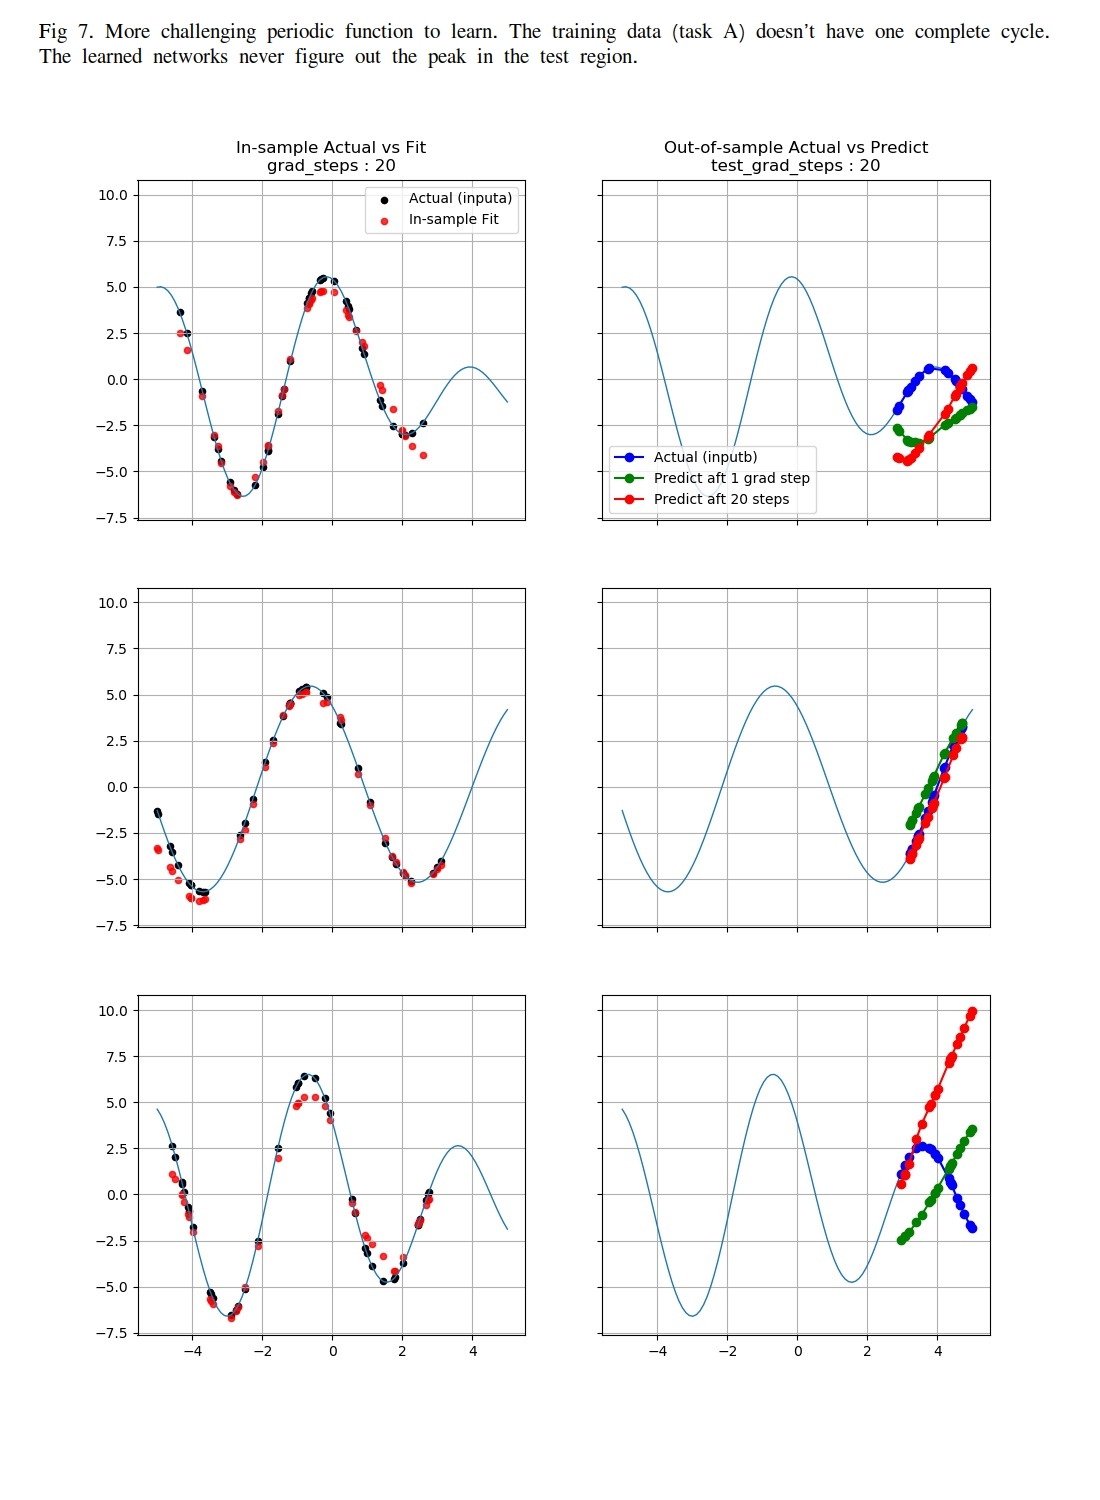 Fig 7. More challenging periodic function to learn. The training data (task A) doesn't have one complete cycle.
The learned networks never figure out the peak in the test region.
In-sample Actual vs Fit
grad_steps : 20
10.0
7.5
5.0
2.5
0.0
−2.5
−5.0
−7.5
Actual (inputa)
In-sample Fit
Out-of-sample Actual vs Predict
test_grad_steps : 20
Actual (inputb)
Predict aft 1 grad step
Predict aft 20 steps
10.0
7.5
5.0
2.5
0.0
−2.5
−5.0
−7.5
10.0
7.5
5.0
2.5
0.0
−2.5
−5.0
−7.5
−4 −2 0 2 4
−4 −2 0 2 4